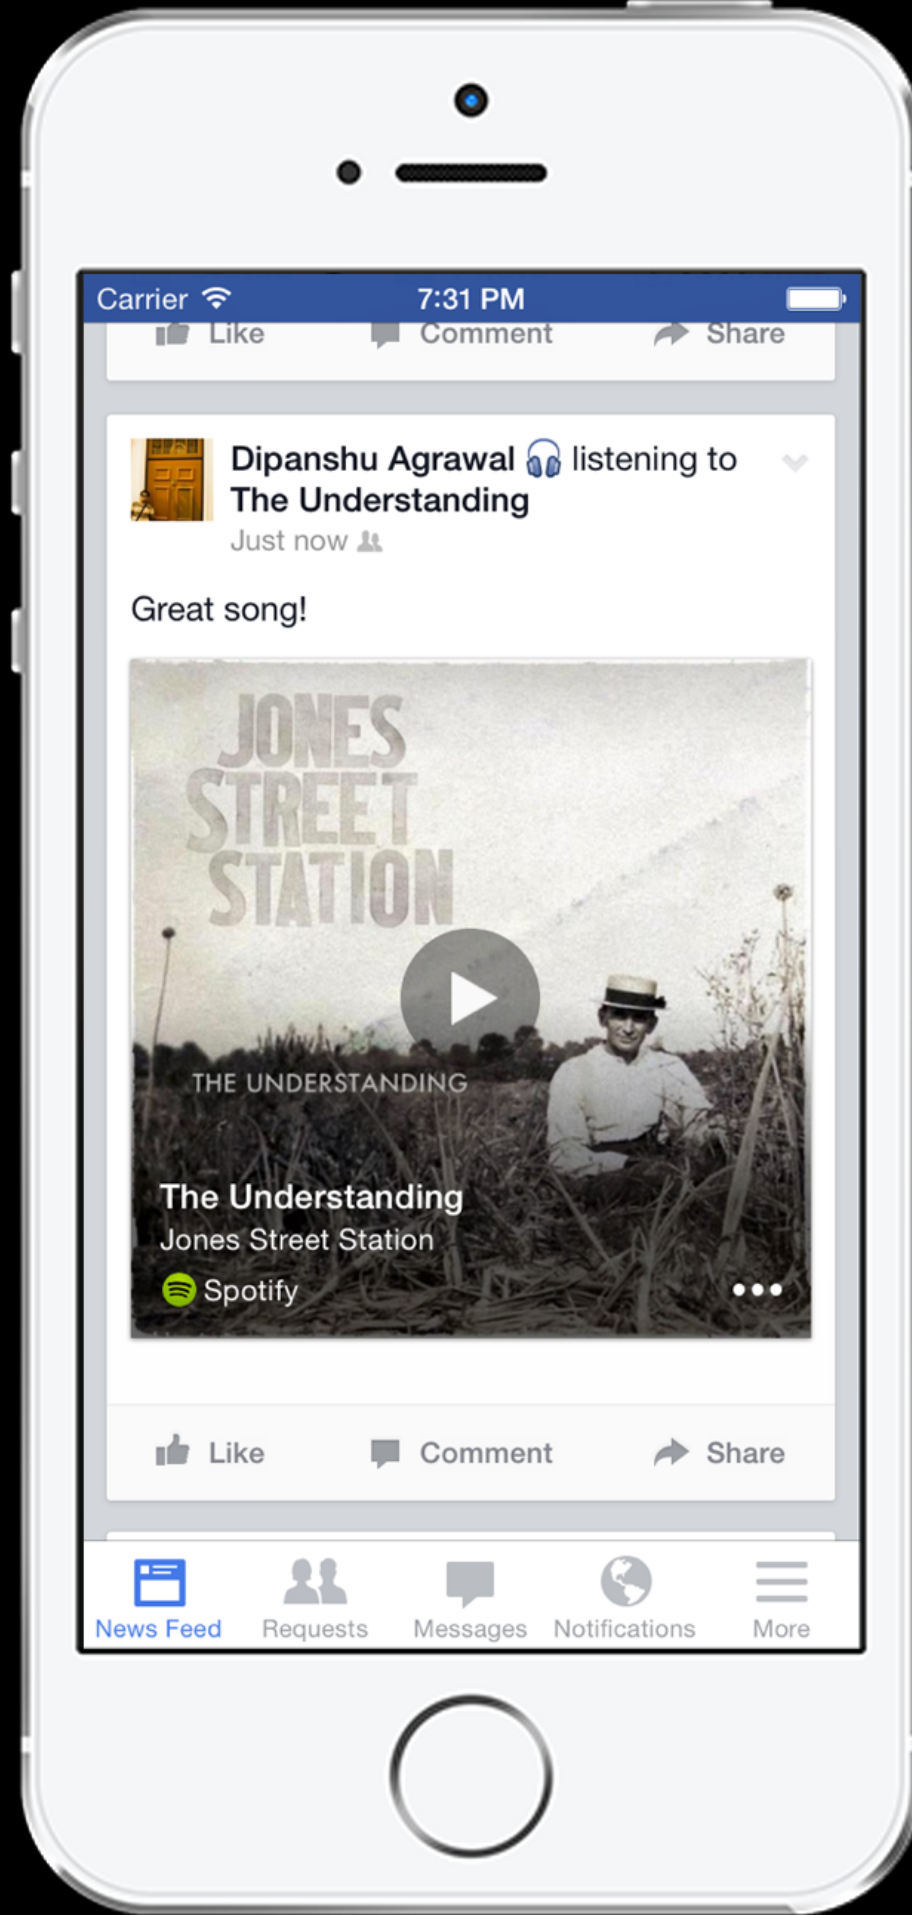 Carrier 7:31 PM
Like Comment Share
Dipanshu Agrawal 🎧 listening to
The Understanding
Just now
Great song!
JONES
STREET
STATION
THE UNDERSTANDING
The Understanding
Jones Street Station
Spotify
Like Comment Share
News Feed Requests Messages Notifications More